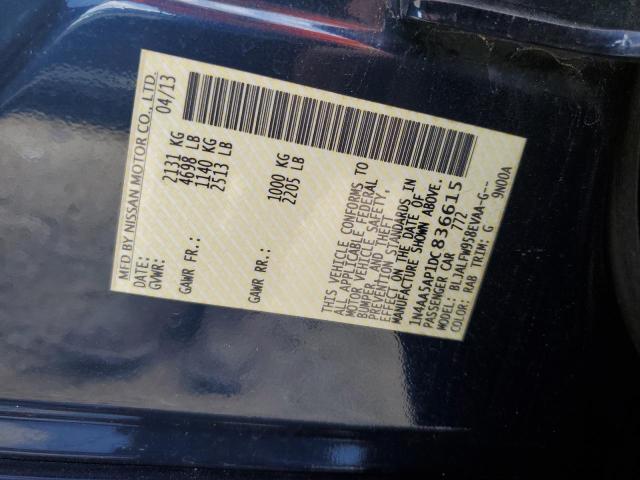 MFD BY NISSAN MOTOR CO., LTD.
DATE: 04/13
GVWR: 2131 KG
4698 LB
GAWR FR.: 1140 KG
2513 LB
GAWR RR.: 1000 KG
2205 LB
THIS VEHICLE CONFORMS TO
ALL APPLICABLE FEDERAL
MOTOR VEHICLE SAFETY,
BUMPER, AND THEFT
PREVENTION STANDARDS IN
EFFECT ON THE DATE OF
MANUFACTURE SHOWN ABOVE.
1N4AA5AP1DC836615
PASSENGER CAR 772
MODEL: BLJALFW958EVAA-G--
COLOR: RAB TRIM: G 9N00A